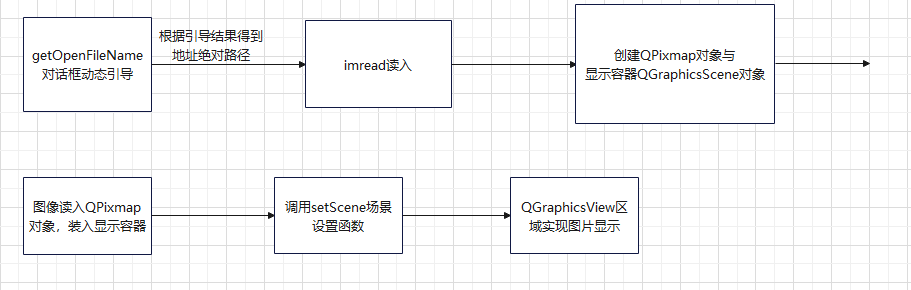 getOpenFileName
对话框动态引导
根据引导结果得到
地址绝对路径
imread读入
创建QPixmap对象与
显示容器QGraphicsScene对象
图像读入QPixmap
对象，装入显示容器
调用setScene场景
设置函数
QGraphicsView区
域实现图片显示